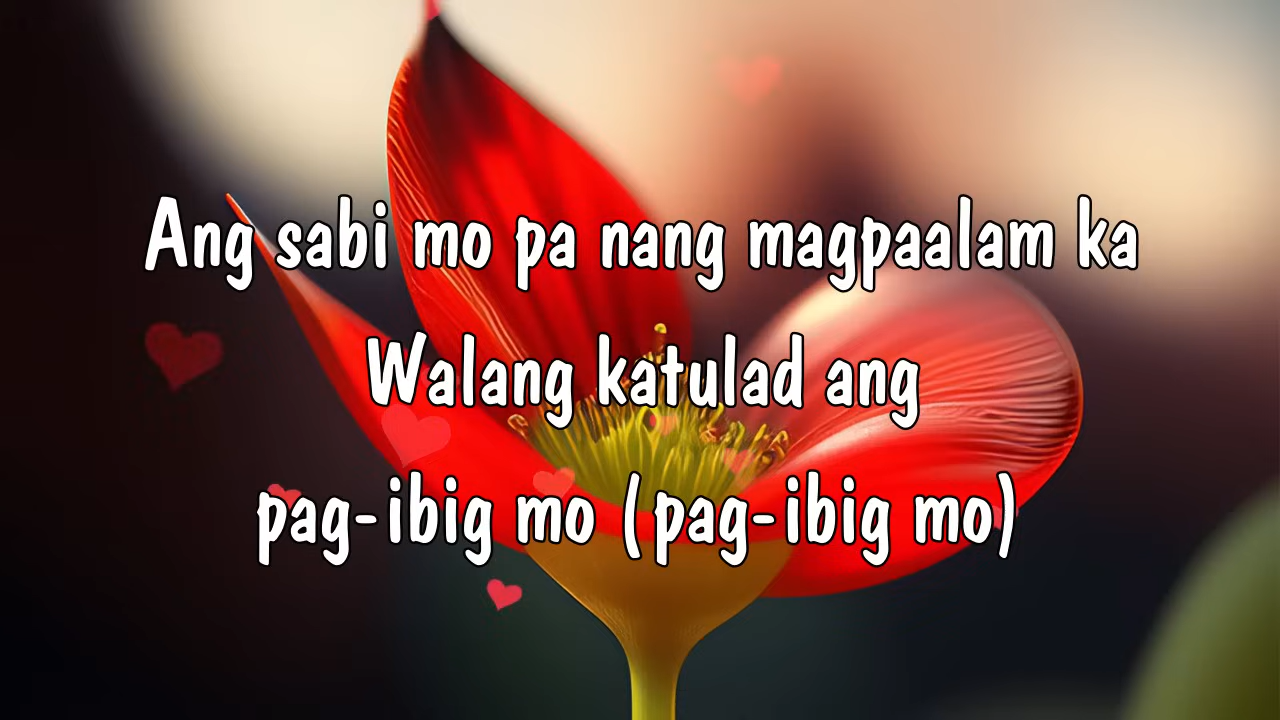 Ang sabi mo pa nang magpaalam ka
Walang katulad ang
pag-ibig mo (pag-ibig mo)